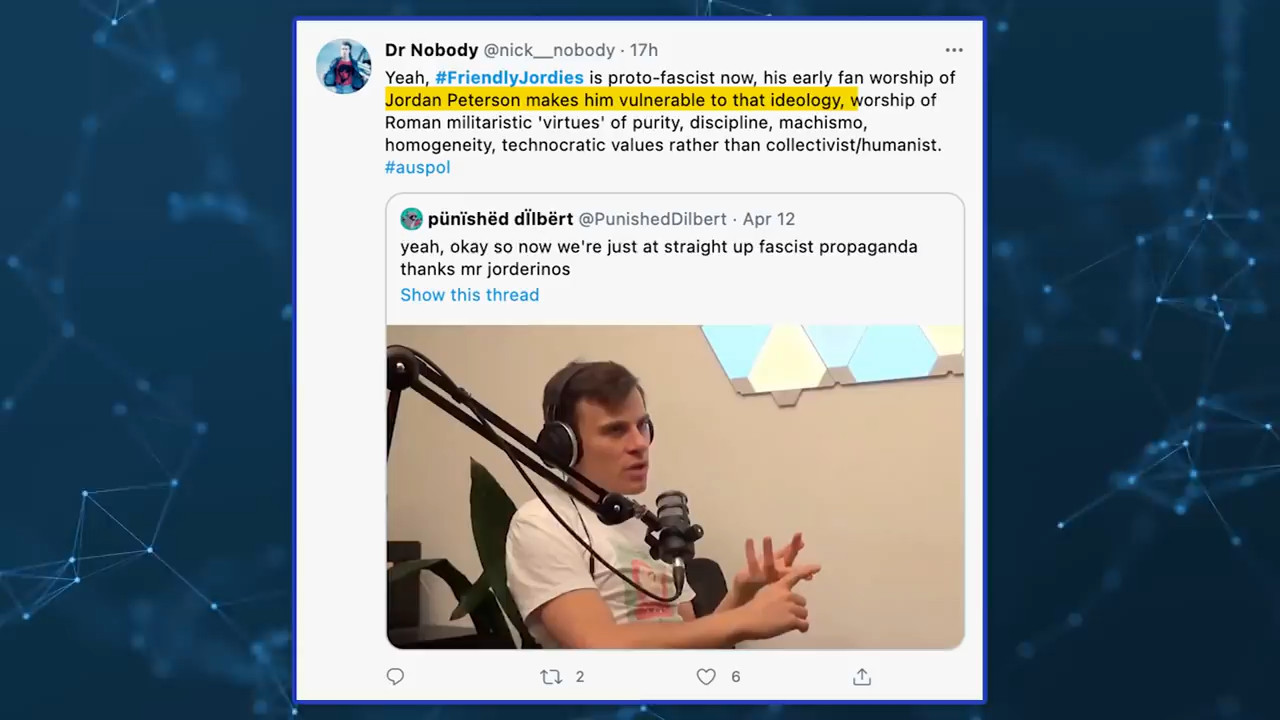 Dr Nobody @nick__nobody · 17h
Yeah, #FriendlyJordies is proto-fascist now, his early fan worship of
Jordan Peterson makes him vulnerable to that ideology, worship of
Roman militaristic 'virtues' of purity, discipline, machismo,
homogeneity, technocratic values rather than collectivist/humanist.
#auspol
pünïshëd dÏlbërt @PunishedDilbert · Apr 12
yeah, okay so now we're just at straight up fascist propaganda
thanks mr jorderinos
Show this thread
2
6